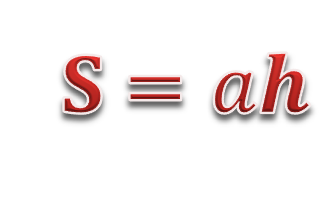 S = ah